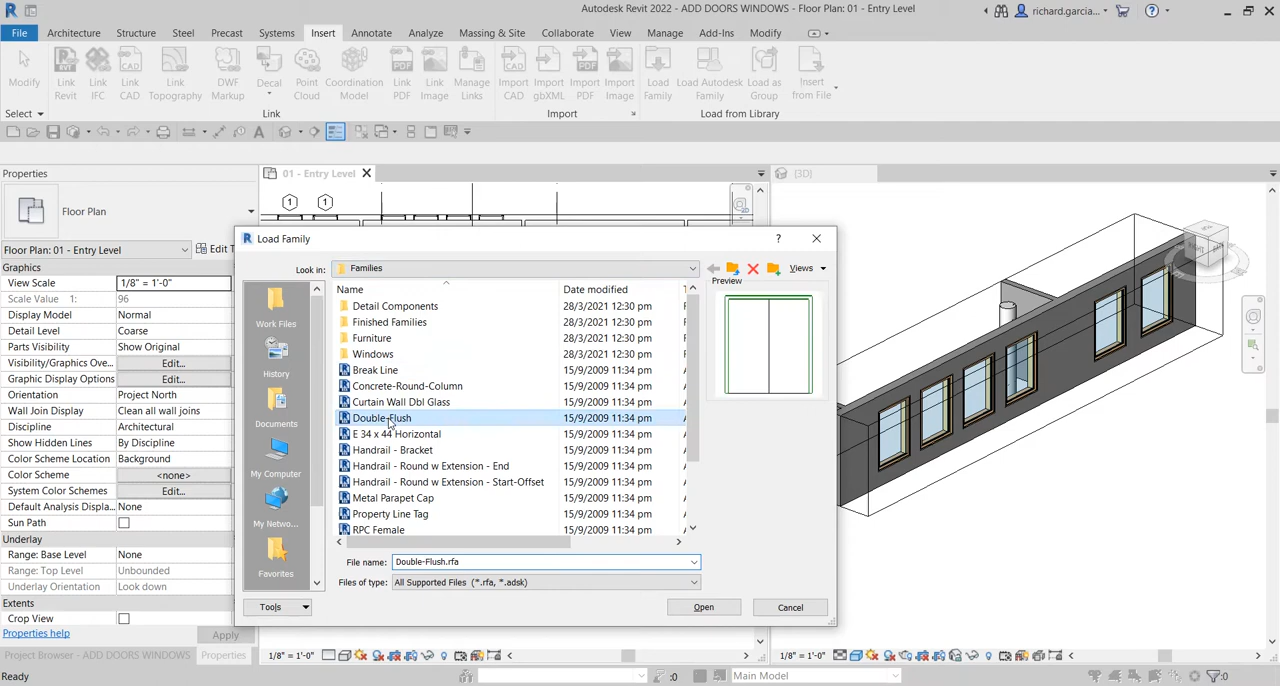 Autodesk Revit 2022 - ADD DOORS WINDOWS - Floor Plan: 01 - Entry Level
richard.garcia...
File Architecture Structure Steel Precast Systems Insert Annotate Analyze Massing & Site Collaborate View Manage Add-Ins Modify
Modify
Link Revit
Link IFC
Link CAD
Link Topography
DWF Markup
Decal
Point Cloud
Coordination Model
Link PDF
Link Image
Manage Links
Import CAD
Import gbXML
Import PDF
Import Image
Load Family
Load Autodesk Family
Load as Group
Insert from File
Select Link Import Load from Library
Properties
01 - Entry Level
{3D}
Floor Plan
1 1
Floor Plan: 01 - Entry Level Edit T
Graphics
View Scale 1/8" = 1'-0"
Scale Value 1: 96
Display Model Normal
Detail Level Coarse
Parts Visibility Show Original
Visibility/Graphics Ove... Edit...
Graphic Display Options Edit...
Orientation Project North
Wall Join Display Clean all wall joins
Discipline Architectural
Show Hidden Lines By Discipline
Color Scheme Location Background
Color Scheme <none>
System Color Schemes Edit...
Default Analysis Displa... None
Sun Path
Underlay
Range: Base Level None
Range: Top Level Unbounded
Underlay Orientation Look down
Extents
Crop View
Properties help Apply
Project Browser - ADD DOORS WINDOWS Properties
Load Family ?
Look in: Families Views
Work Files
History
Documents
My Computer
My Netwo...
Favorites
Name Date modified
Detail Components 28/3/2021 12:30 pm F
Finished Families 28/3/2021 12:30 pm F
Furniture 28/3/2021 12:30 pm F
Windows 28/3/2021 12:30 pm F
Break Line 15/9/2009 11:34 pm A
Concrete-Round-Column 15/9/2009 11:34 pm A
Curtain Wall Dbl Glass 15/9/2009 11:34 pm A
Double-Flush 15/9/2009 11:34 pm A
E 34 x 44 Horizontal 15/9/2009 11:34 pm A
Handrail - Bracket 15/9/2009 11:34 pm A
Handrail - Round w Extension - End 15/9/2009 11:34 pm A
Handrail - Round w Extension - Start-Offset 15/9/2009 11:34 pm A
Metal Parapet Cap 15/9/2009 11:34 pm A
Property Line Tag 15/9/2009 11:34 pm A
RPC Female 15/9/2009 11:34 pm A
Preview
File name: Double-Flush.rfa
Files of type: All Supported Files (*.rfa, *.adsk)
Tools Open Cancel
1/8" = 1'-0"
1/8" = 1'-0"
Ready
:0
Main Model
:0